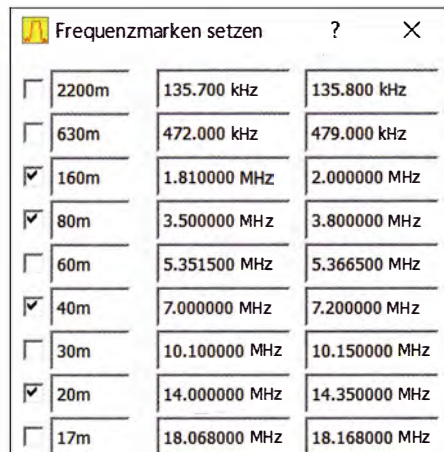 Frequenzmarken setzen ? ×
2200m 135.700 kHz 135.800 kHz
630m 472.000 kHz 479.000 kHz
160m 1.810000 MHz 2.000000 MHz
80m 3.500000 MHz 3.800000 MHz
60m 5.351500 MHz 5.366500 MHz
40m 7.000000 MHz 7.200000 MHz
30m 10.100000 MHz 10.150000 MHz
20m 14.000000 MHz 14.350000 MHz
17m 18.068000 MHz 18.168000 MHz